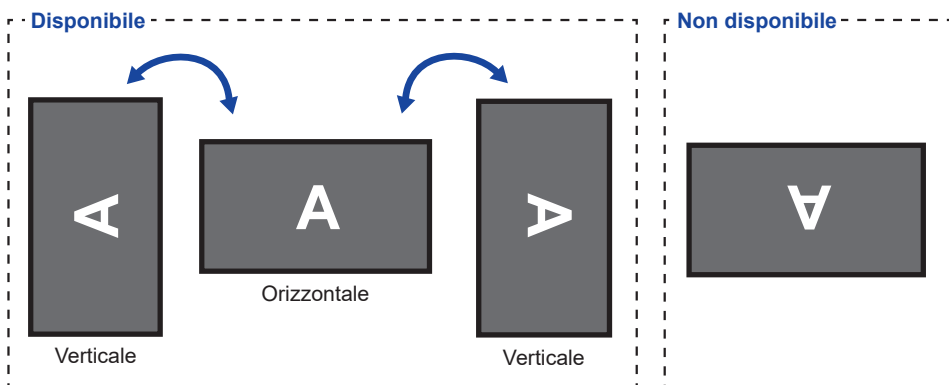 Disponibile
Non disponibile
A
A
A
A
Orizzontale
Verticale
Verticale